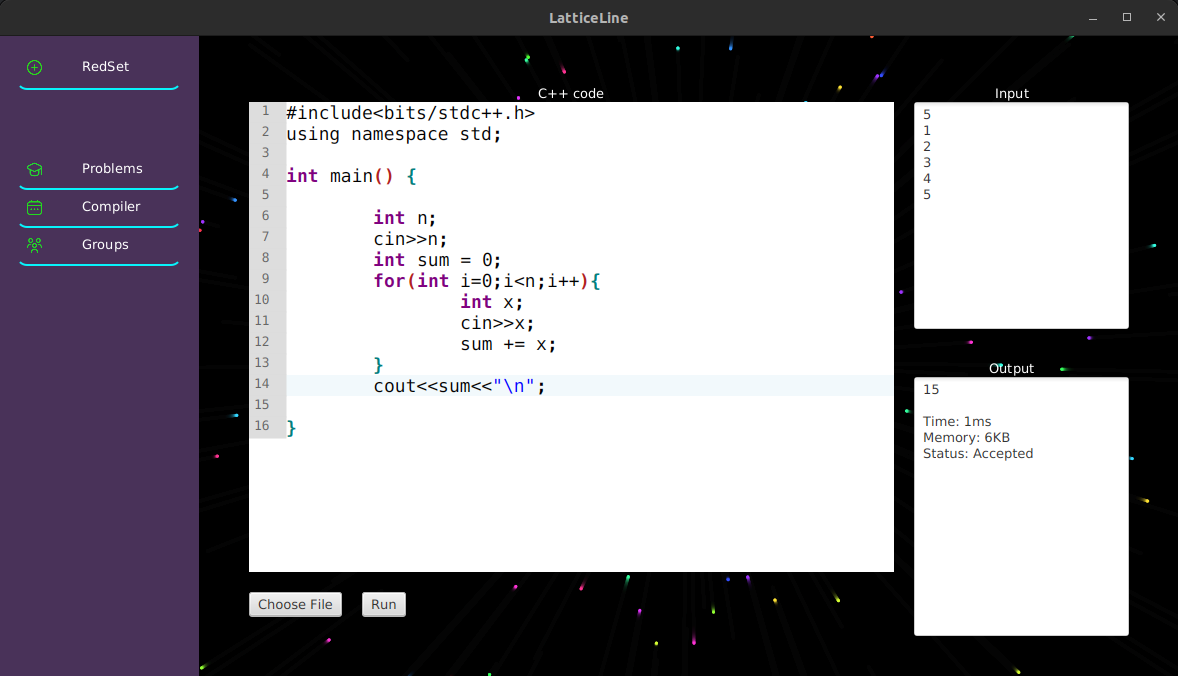 LatticeLine
RedSet
Problems
Compiler
Groups
C++ code
1 #include<bits/stdc++.h>
2 using namespace std;
3
4 int main() {
5
6 int n;
7 cin>>n;
8 int sum = 0;
9 for(int i=0;i<n;i++){
10 int x;
11 cin>>x;
12 sum += x;
13 }
14 cout<<sum<<"\n";
15
16 }
Choose File
Run
Input
5
1
2
3
4
5
Output
15
Time: 1ms
Memory: 6KB
Status: Accepted